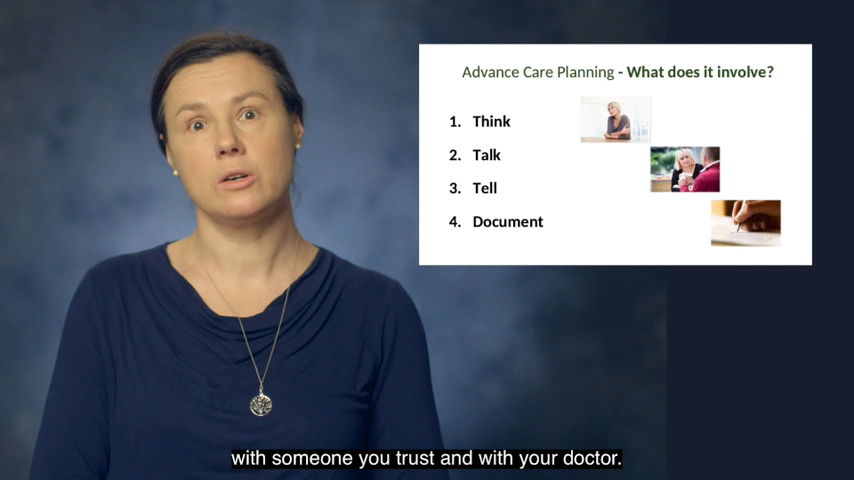 Advance Care Planning - What does it involve?
1. Think
2. Talk
3. Tell
4. Document
with someone you trust and with your doctor.